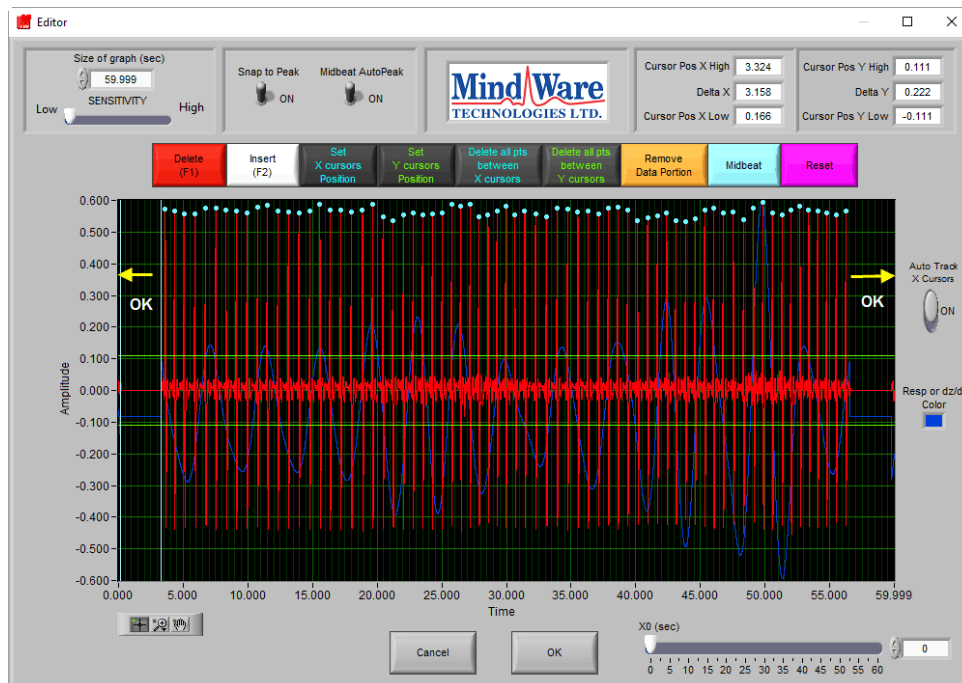 Editor
Size of graph (sec)
59.999
SENSITIVITY
Low
High
Snap to Peak
ON
Midbeat AutoPeak
ON
MindWare
TECHNOLOGIES LTD.
Cursor Pos X High 3.324
Delta X 3.158
Cursor Pos X Low 0.166
Cursor Pos Y High 0.111
Delta Y 0.222
Cursor Pos Y Low -0.111
Delete
(F1)
Insert
(F2)
Set
X cursors
Position
Set
Y cursors
Position
Delete all pts
between
X cursors
Delete all pts
between
Y cursors
Remove
Data Portion
Midbeat
Reset
0.600
0.500
0.400
0.300
0.200
0.100
0.000
-0.100
-0.200
-0.300
-0.400
-0.500
-0.600
Amplitude
OK
OK
0.000 5.000 10.000 15.000 20.000 25.000 30.000 35.000 40.000 45.000 50.000 55.000 59.999
Time
Auto Track
X Cursors
ON
Resp or dz/d
Color
Cancel
OK
X0 (sec)
0 5 10 15 20 25 30 35 40 45 50 55 60
0